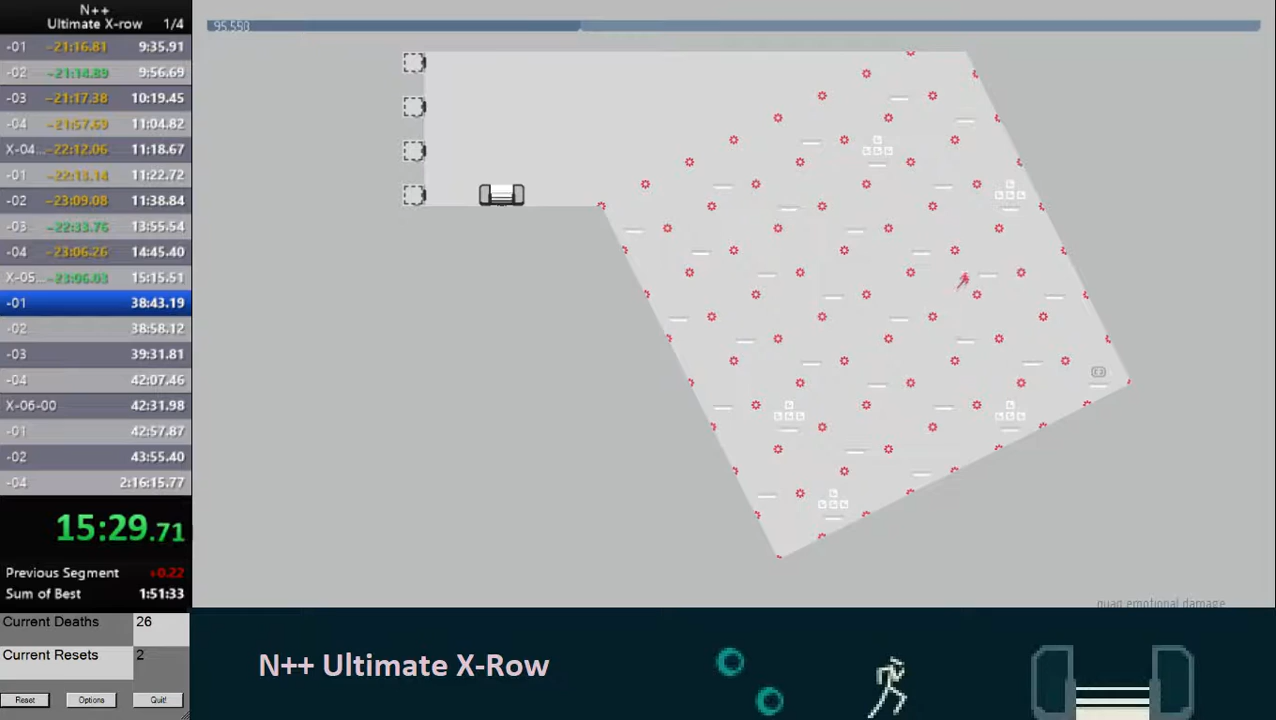 N++
Ultimate X-row 1/4
-01 -21:16.81 9:35.91
-02 -21:14.89 9:56.69
-03 -21:17.38 10:19.45
-04 -21:57.69 11:04.82
X-04... -22:12.06 11:18.67
-01 -22:13.14 11:22.72
-02 -23:09.08 11:38.84
-03 -22:33.76 13:55.54
-04 -23:06.26 14:45.40
X-05... -23:06.03 15:15.51
-01 38:43.19
-02 38:58.12
-03 39:31.81
-04 42:07.46
X-06-00 42:31.98
-01 42:57.87
-02 43:55.40
-04 2:16:15.77
15:29.71
Previous Segment +0.22
Sum of Best 1:51:33
Current Deaths 26
Current Resets 2
Reset Options Quit!
95.550
quad emotional damage
N++ Ultimate X-Row